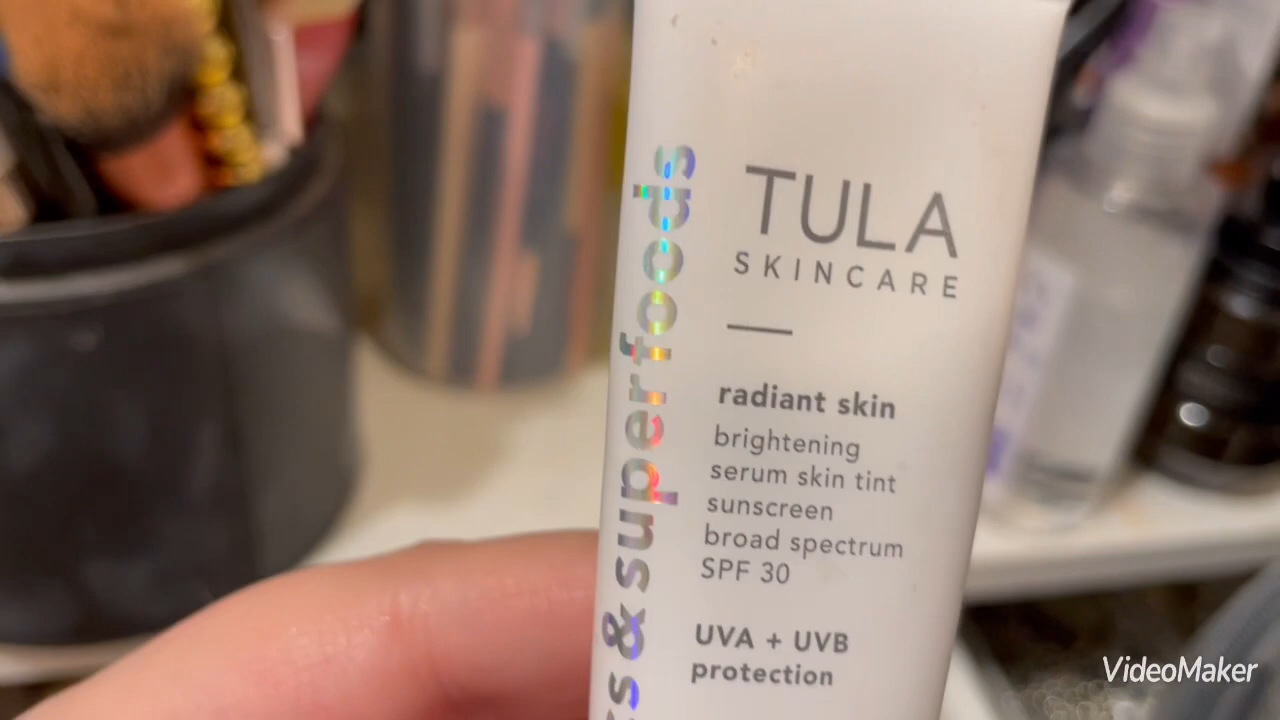 TULA
SKINCARE
radiant skin
brightening
serum skin tint
sunscreen
broad spectrum
SPF 30
UVA + UVB
protection
&superfoods
VideoMaker